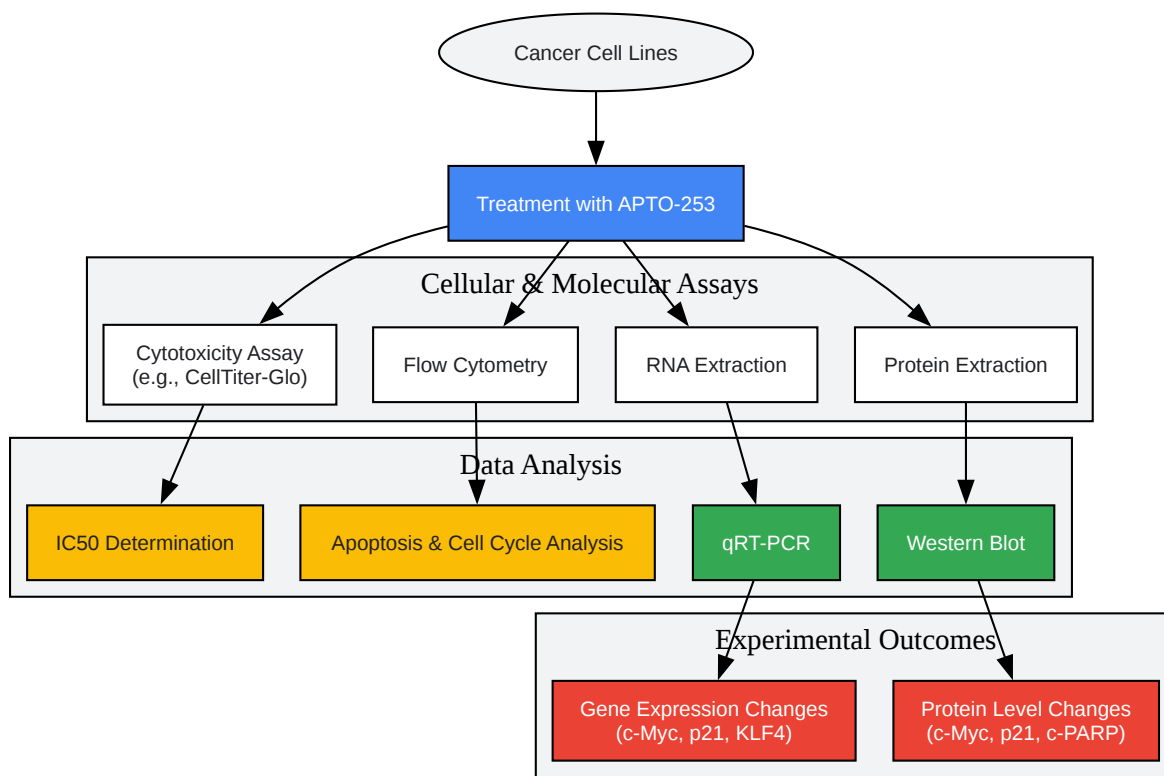 Cancer Cell Lines
Treatment with APTO-253
Cellular & Molecular Assays
Cytotoxicity Assay
(e.g., CellTiter-Glo)
Flow Cytometry
RNA Extraction
Protein Extraction
Data Analysis
IC50 Determination
Apoptosis & Cell Cycle Analysis
qRT-PCR
Western Blot
Experimental Outcomes
Gene Expression Changes
(c-Myc, p21, KLF4)
Protein Level Changes
(c-Myc, p21, c-PARP)